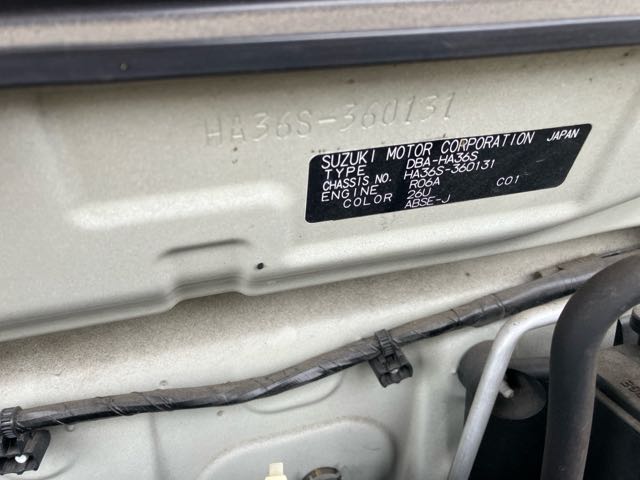 HA36S-360131
SUZUKI MOTOR CORPORATION JAPAN
TYPE DBA-HA36S
CHASSIS NO. HA36S-360131
ENGINE R06A C01
COLOR 26U
ABSE-J